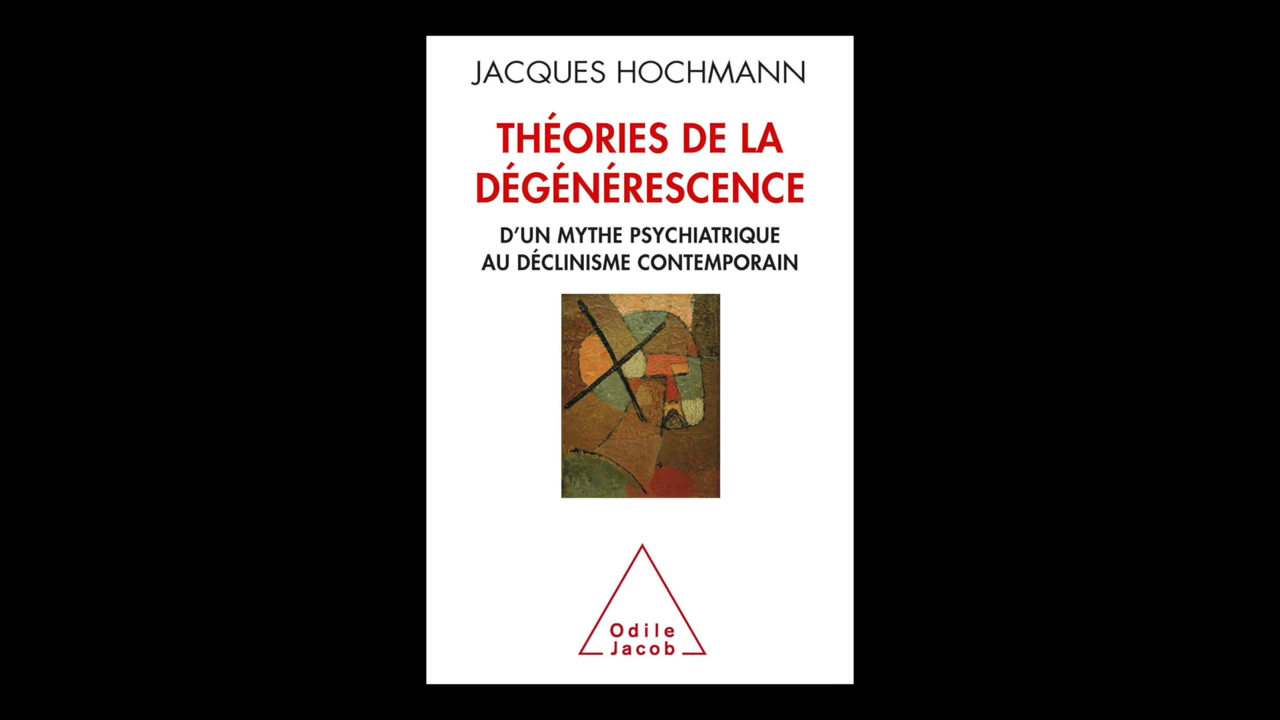 JACQUES HOCHMANN
THÉORIES DE LA
DÉGÉNÉRESCENCE
D’UN MYTHE PSYCHIATRIQUE
AU DÉCLINISME CONTEMPORAIN
Odile
Jacob